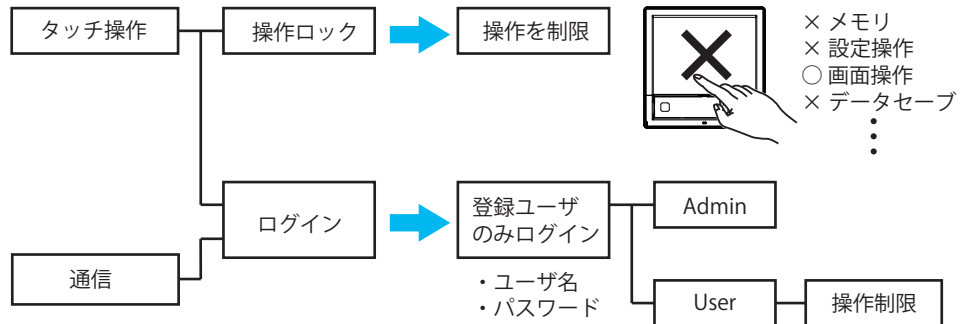 タッチ操作
操作ロック
操作を制限
× メモリ
× 設定操作
○ 画面操作
× データセーブ
ログイン
登録ユーザ
のみログイン
Admin
通信
・ユーザ名
・パスワード
User
操作制限